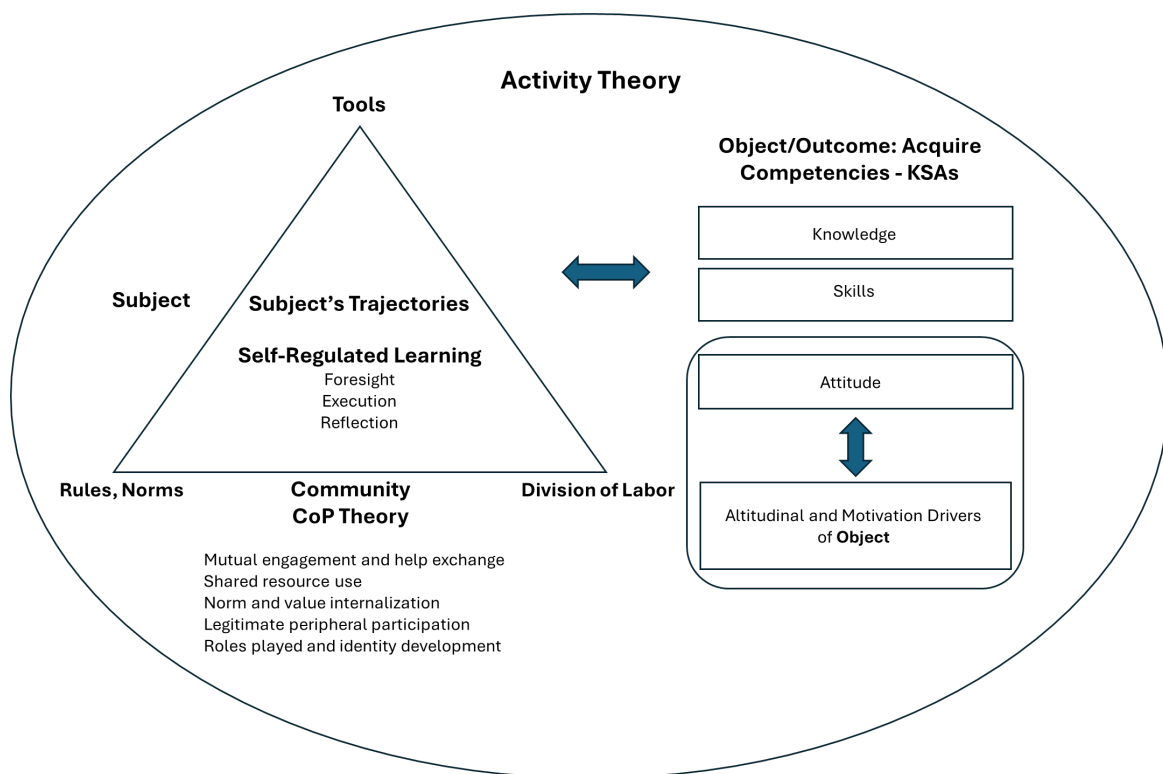 Activity Theory
Tools
Object/Outcome: Acquire
Competencies - KSAs
Knowledge
Skills
Subject
Subject’s Trajectories
Self-Regulated Learning
Foresight
Execution
Reflection
Attitude
Rules, Norms
Community
CoP Theory
Division of Labor
Altitudinal and Motivation Drivers
of Object
Mutual engagement and help exchange
Shared resource use
Norm and value internalization
Legitimate peripheral participation
Roles played and identity development